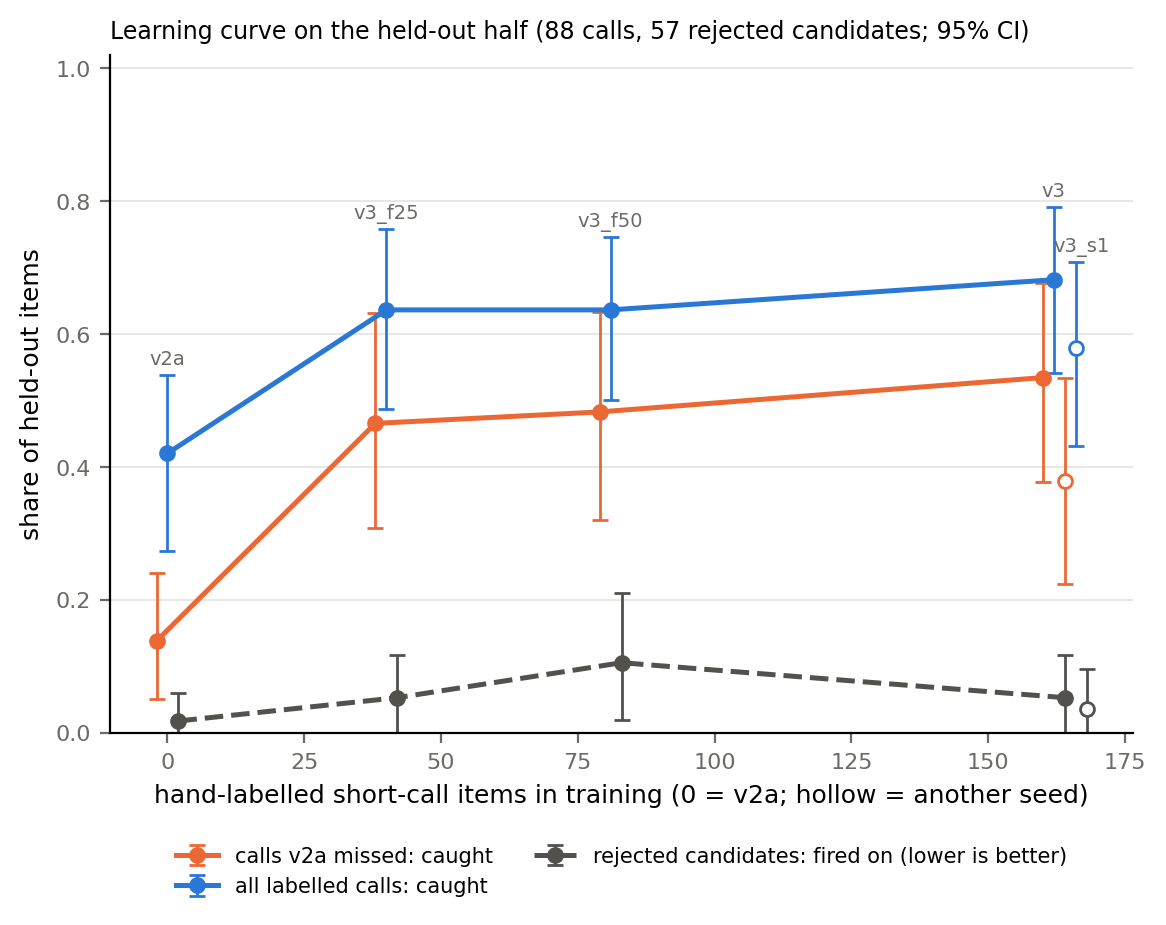 Learning curve on the held-out half (88 calls, 57 rejected candidates; 95% CI)
1.0
0.8
0.6
0.4
0.2
0.0
share of held-out items
v2a
v3_f25
v3_f50
v3
v3_s1
0 25 50 75 100 125 150 175
hand-labelled short-call items in training (0 = v2a; hollow = another seed)
calls v2a missed: caught
all labelled calls: caught
rejected candidates: fired on (lower is better)